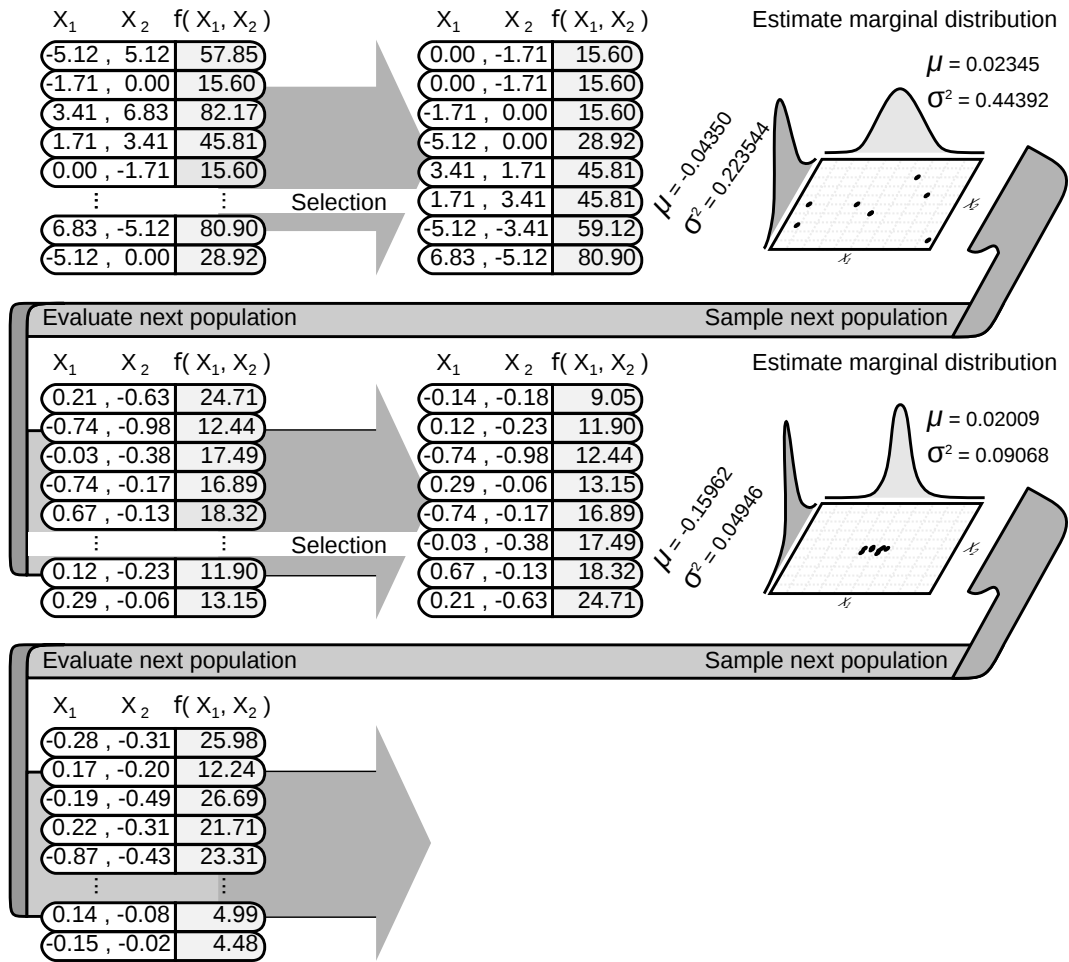 X1 X2 f( X1, X2 )
-5.12 , 5.12 57.85
-1.71 , 0.00 15.60
3.41 , 6.83 82.17
1.71 , 3.41 45.81
0.00 , -1.71 15.60
⋮ ⋮
6.83 , -5.12 80.90
-5.12 , 0.00 28.92
Selection
X1 X2 f( X1, X2 )
0.00 , -1.71 15.60
0.00 , -1.71 15.60
-1.71 , 0.00 15.60
-5.12 , 0.00 28.92
3.41 , 1.71 45.81
1.71 , 3.41 45.81
-5.12 , -3.41 59.12
6.83 , -5.12 80.90
Estimate marginal distribution
μ = 0.02345
σ² = 0.44392
μ = -0.04350
σ² = 0.223544
X2
X1
Evaluate next population Sample next population
X1 X2 f( X1, X2 )
0.21 , -0.63 24.71
-0.74 , -0.98 12.44
-0.03 , -0.38 17.49
-0.74 , -0.17 16.89
0.67 , -0.13 18.32
⋮ ⋮
0.12 , -0.23 11.90
0.29 , -0.06 13.15
Selection
X1 X2 f( X1, X2 )
-0.14 , -0.18 9.05
0.12 , -0.23 11.90
-0.74 , -0.98 12.44
0.29 , -0.06 13.15
-0.74 , -0.17 16.89
-0.03 , -0.38 17.49
0.67 , -0.13 18.32
0.21 , -0.63 24.71
Estimate marginal distribution
μ = 0.02009
σ² = 0.09068
μ = -0.15962
σ² = 0.04946
X2
X1
Evaluate next population Sample next population
X1 X2 f( X1, X2 )
-0.28 , -0.31 25.98
0.17 , -0.20 12.24
-0.19 , -0.49 26.69
0.22 , -0.31 21.71
-0.87 , -0.43 23.31
⋮ ⋮
0.14 , -0.08 4.99
-0.15 , -0.02 4.48